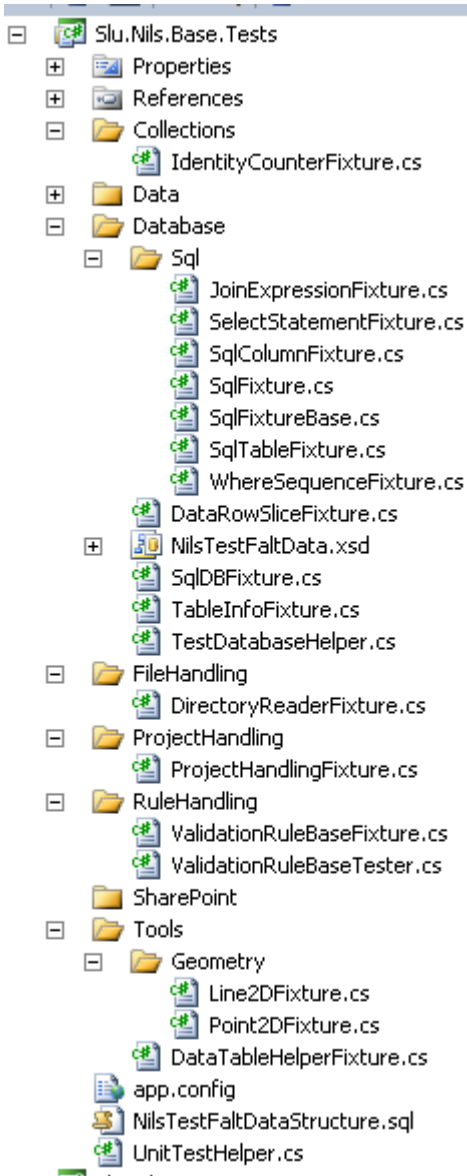 Slu.Nils.Base.Tests
Properties
References
Collections
IdentityCounterFixture.cs
Data
Database
Sql
JoinExpressionFixture.cs
SelectStatementFixture.cs
SqlColumnFixture.cs
SqlFixture.cs
SqlFixtureBase.cs
SqlTableFixture.cs
WhereSequenceFixture.cs
DataRowSliceFixture.cs
NilsTestFaltData.xsd
SqlDBFixture.cs
TableInfoFixture.cs
TestDatabaseHelper.cs
FileHandling
DirectoryReaderFixture.cs
ProjectHandling
ProjectHandlingFixture.cs
RuleHandling
ValidationRuleBaseFixture.cs
ValidationRuleBaseTester.cs
SharePoint
Tools
Geometry
Line2DFixture.cs
Point2DFixture.cs
DataTableHelperFixture.cs
app.config
NilsTestFaltDataStructure.sql
UnitTestHelper.cs